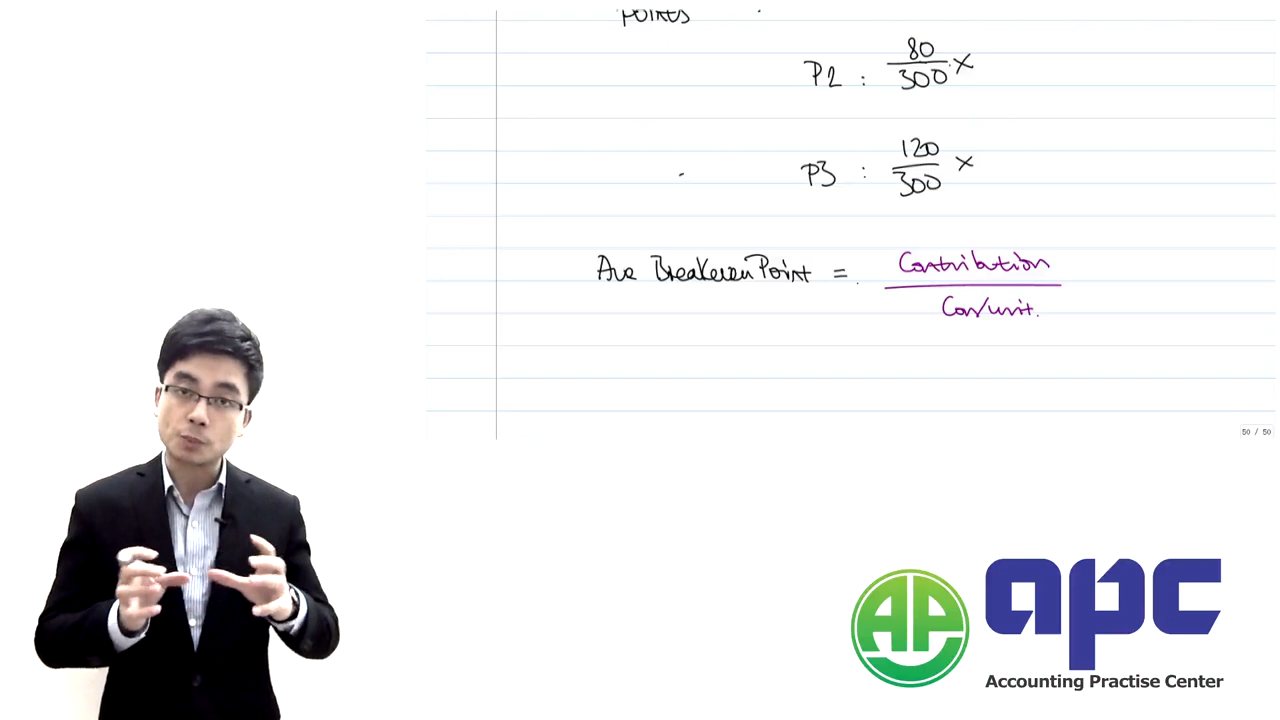 POINTS
P2 : 80/300 x
P3 : 120/300 x
Ave Breakeven Point = Contribution
Con/unit.
50 / 50
AP
apc
Accounting Practise Center